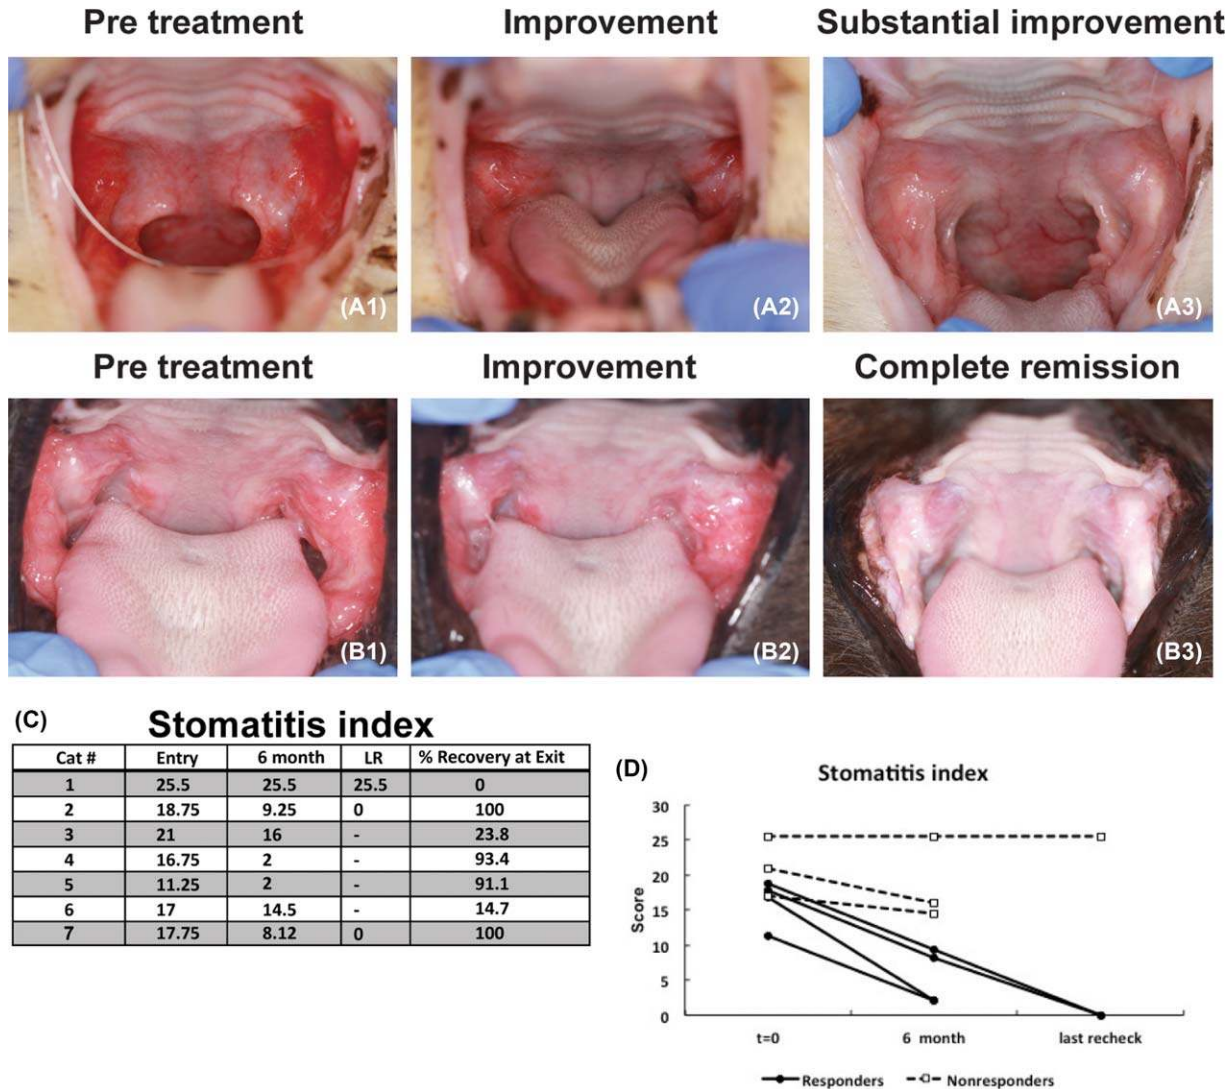 Pre treatment
Improvement
Substantial improvement
(A1)
(A2)
(A3)
Pre treatment
Improvement
Complete remission
(B1)
(B2)
(B3)
(C)
Stomatitis index
Cat # Entry 6 month LR % Recovery at Exit
1 25.5 25.5 25.5 0
2 18.75 9.25 0 100
3 21 16 - 23.8
4 16.75 2 - 93.4
5 11.25 2 - 91.1
6 17 14.5 - 14.7
7 17.75 8.12 0 100
(D)
Stomatitis index
30
25
20
15
10
5
0
Score
t=0 6 month last recheck
Responders Nonresponders